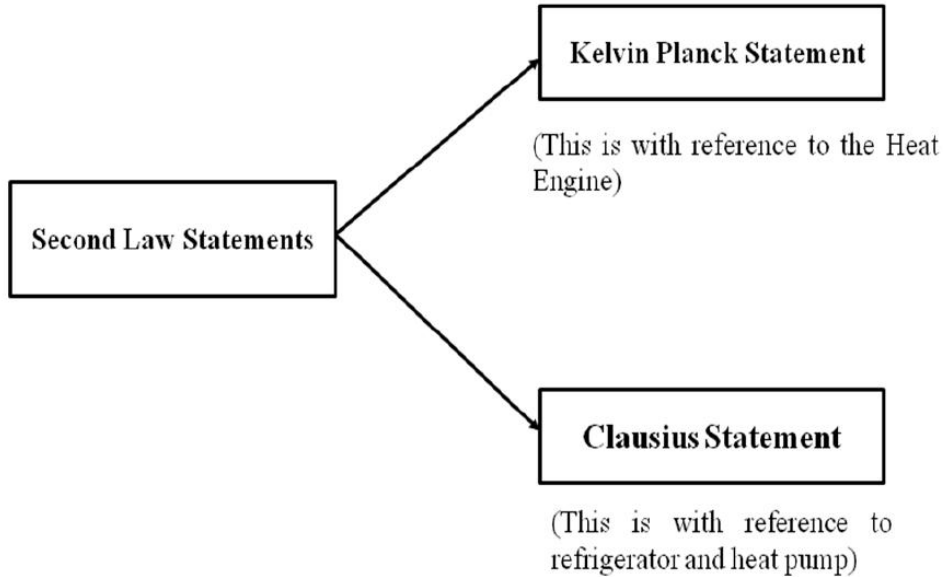 Kelvin Planck Statement
(This is with reference to the Heat
Engine)
Second Law Statements
Clausius Statement
(This is with reference to
refrigerator and heat pump)